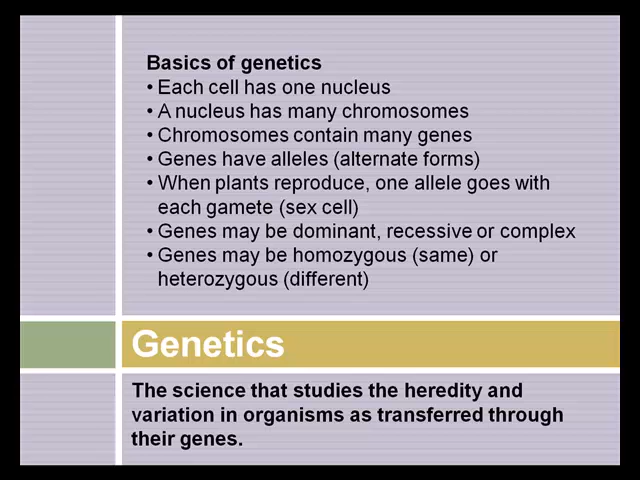 Basics of genetics
• Each cell has one nucleus
• A nucleus has many chromosomes
• Chromosomes contain many genes
• Genes have alleles (alternate forms)
• When plants reproduce, one allele goes with
each gamete (sex cell)
• Genes may be dominant, recessive or complex
• Genes may be homozygous (same) or
heterozygous (different)
Genetics
The science that studies the heredity and
variation in organisms as transferred through
their genes.